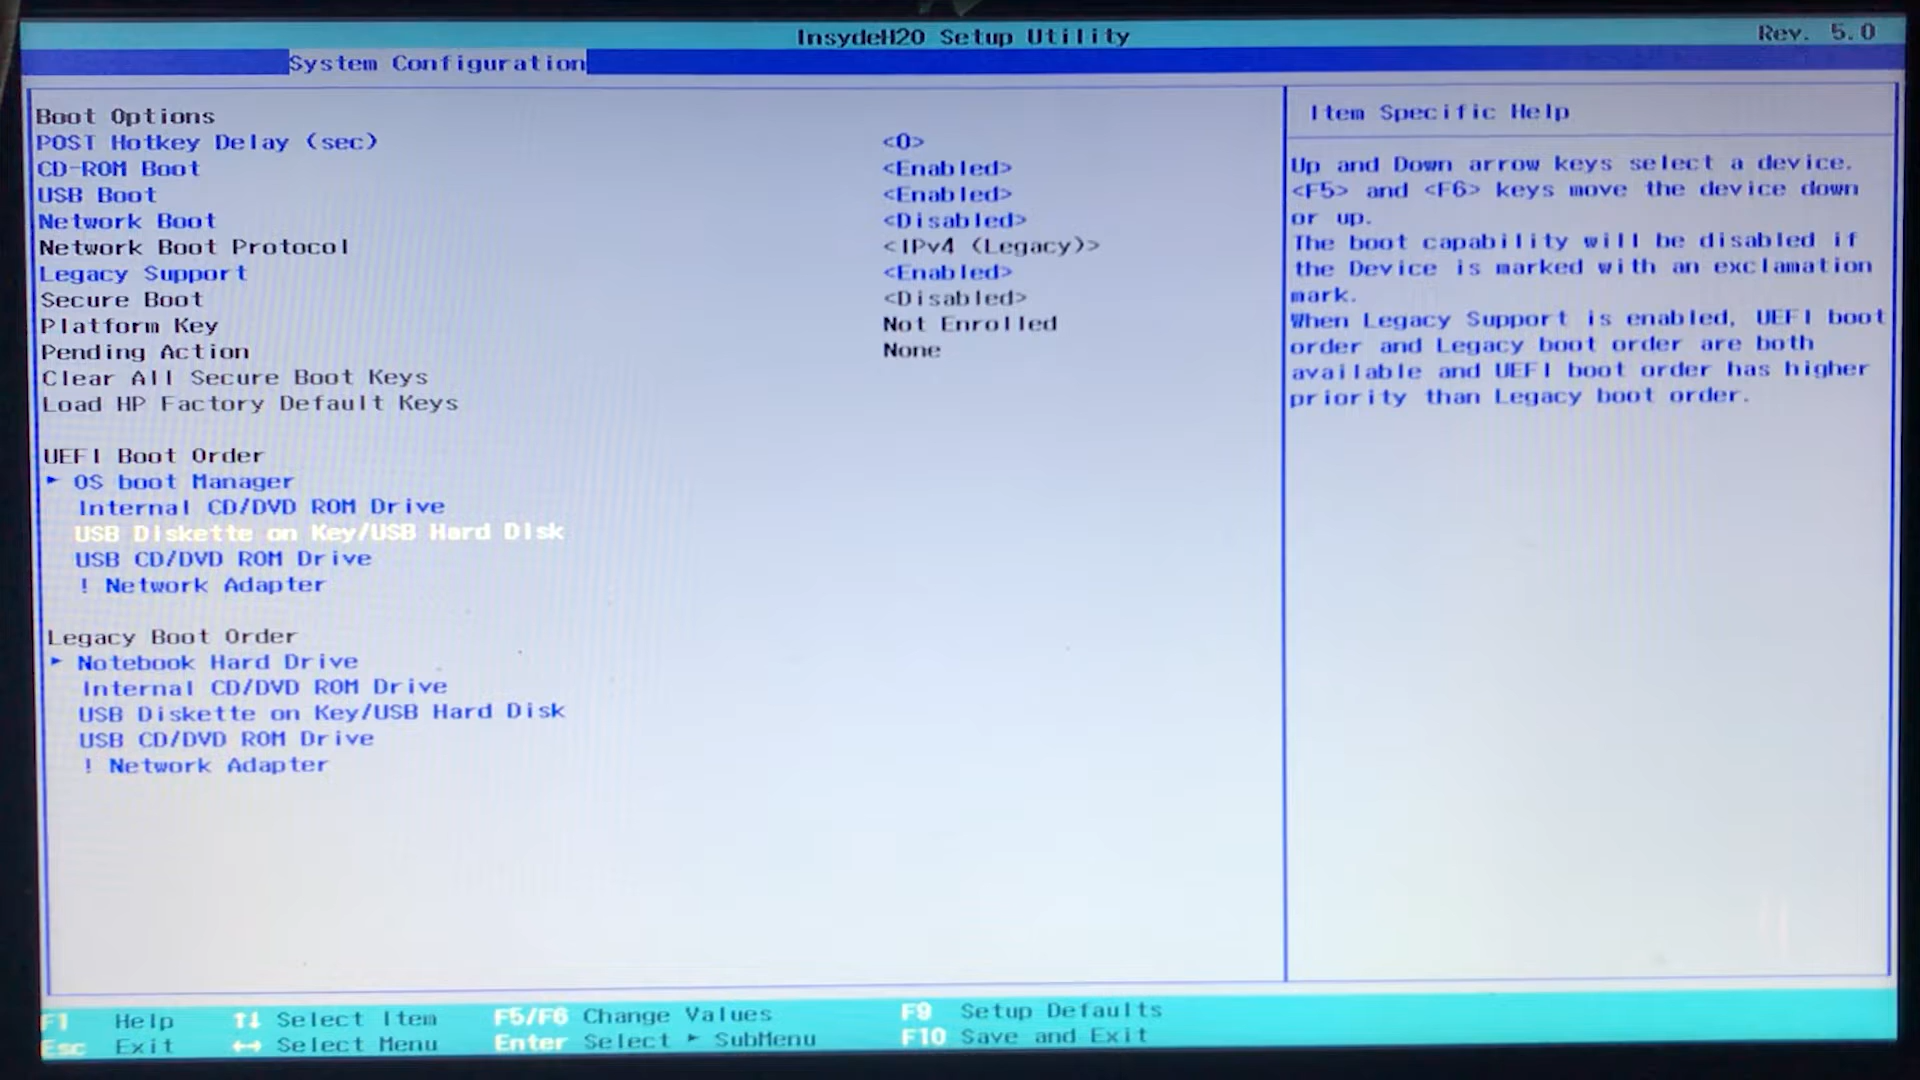 InsydeH20 Setup Utility
Rev. 5.0
System Configuration
Boot Options
POST Hotkey Delay (sec) <0>
CD-ROM Boot <Enabled>
USB Boot <Enabled>
Network Boot <Disabled>
Network Boot Protocol <IPv4 (Legacy)>
Legacy Support <Enabled>
Secure Boot <Disabled>
Platform Key Not Enrolled
Pending Action None
Clear All Secure Boot Keys
Load HP Factory Default Keys
UEFI Boot Order
► OS boot Manager
Internal CD/DVD ROM Drive
USB Diskette on Key/USB Hard Disk
USB CD/DVD ROM Drive
! Network Adapter
Legacy Boot Order
► Notebook Hard Drive
Internal CD/DVD ROM Drive
USB Diskette on Key/USB Hard Disk
USB CD/DVD ROM Drive
! Network Adapter
Item Specific Help
Up and Down arrow keys select a device.
<F5> and <F6> keys move the device down
or up.
The boot capability will be disabled if
the Device is marked with an exclamation
mark.
When Legacy Support is enabled, UEFI boot
order and Legacy boot order are both
available and UEFI boot order has higher
priority than Legacy boot order.
F1 Help ↑↓ Select Item F5/F6 Change Values F9 Setup Defaults
Esc Exit ↔ Select Menu Enter Select ► SubMenu F10 Save and Exit